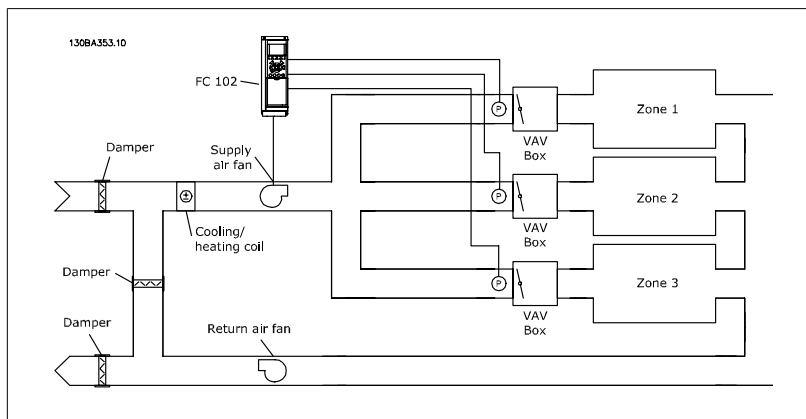 130BA353.10
FC 102
Damper
Supply
air fan
Cooling/
heating coil
Damper
Damper
Return air fan
P
VAV
Box
Zone 1
P
VAV
Box
Zone 2
P
VAV
Box
Zone 3